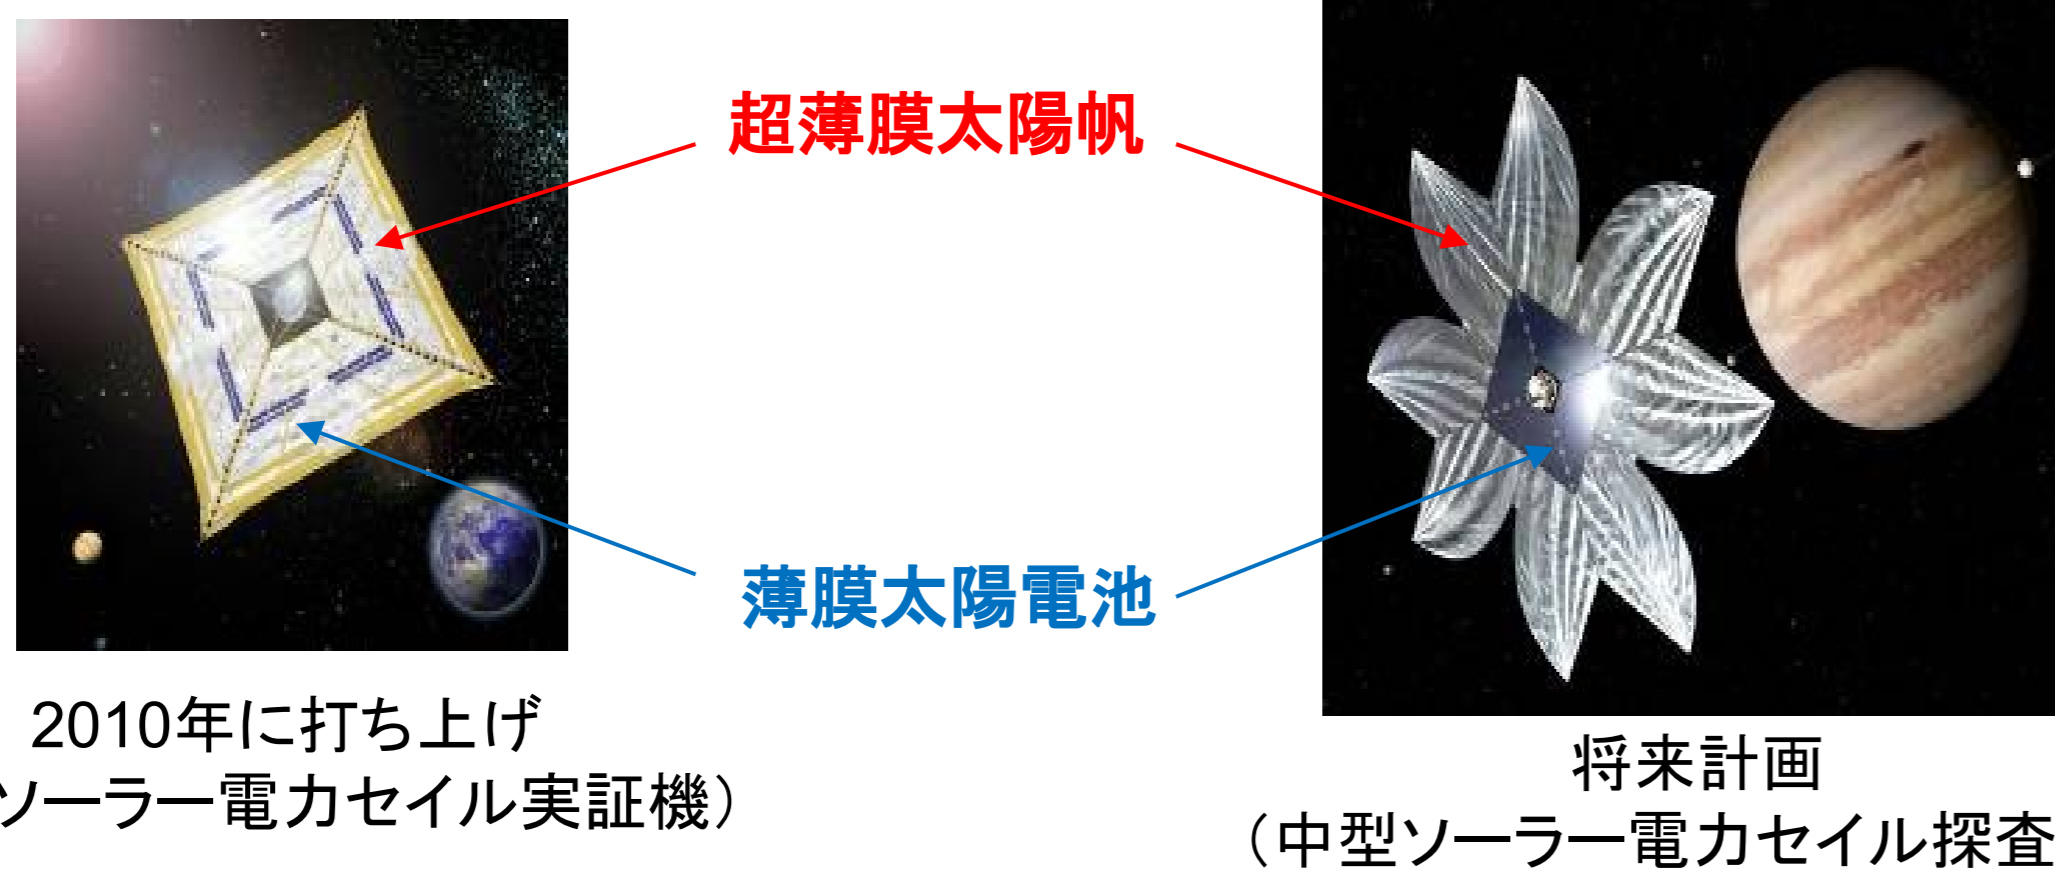 超薄膜太陽帆
薄膜太陽電池
2010年に打ち上げ
ソーラー電力セイル実証機）
将来計画
（中型ソーラー電力セイル探査